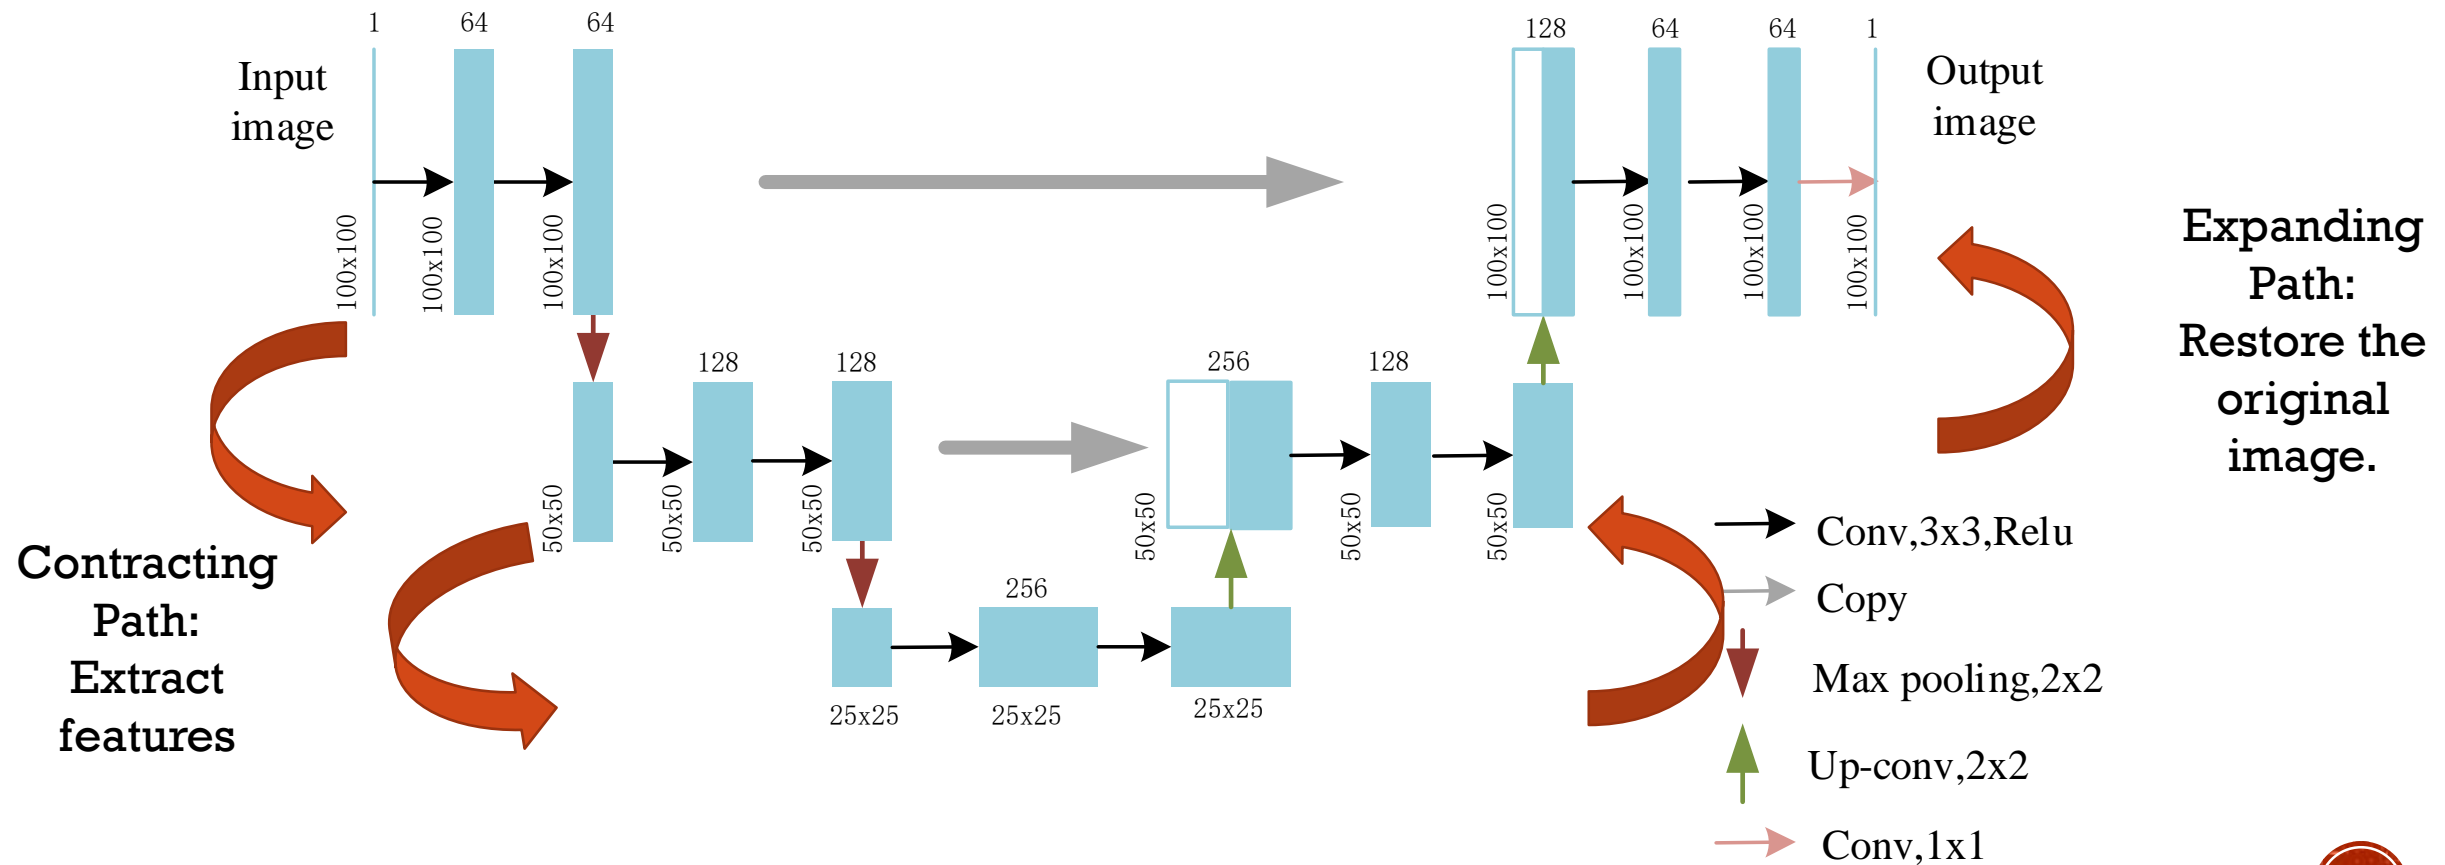 1
64
64
128
64
64
1
Input
image
Output
image
100x100
100x100
100x100
100x100
100x100
100x100
100x100
Expanding
Path:
Restore the
original
image.
128
128
256
128
50x50
50x50
50x50
50x50
50x50
50x50
Contracting
Path:
Extract
features
256
25x25
25x25
25x25
Conv,3x3,Relu
Copy
Max pooling,2x2
Up-conv,2x2
Conv,1x1